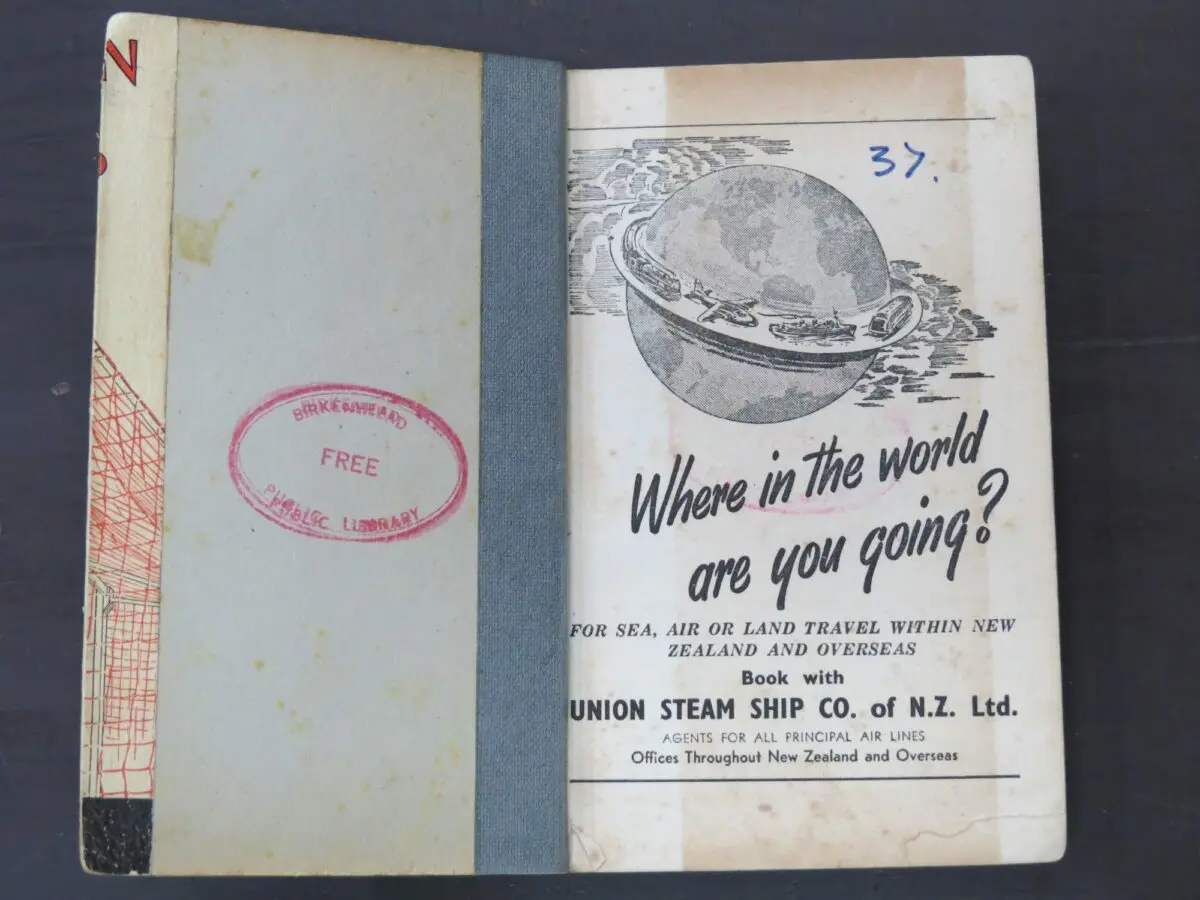 N
BIRKENHEAD
FREE
PUBLIC LIBRARY
37.
Where in the world
are you going?
FOR SEA, AIR OR LAND TRAVEL WITHIN NEW
ZEALAND AND OVERSEAS
Book with
UNION STEAM SHIP CO. of N.Z. Ltd.
AGENTS FOR ALL PRINCIPAL AIR LINES
Offices Throughout New Zealand and Overseas